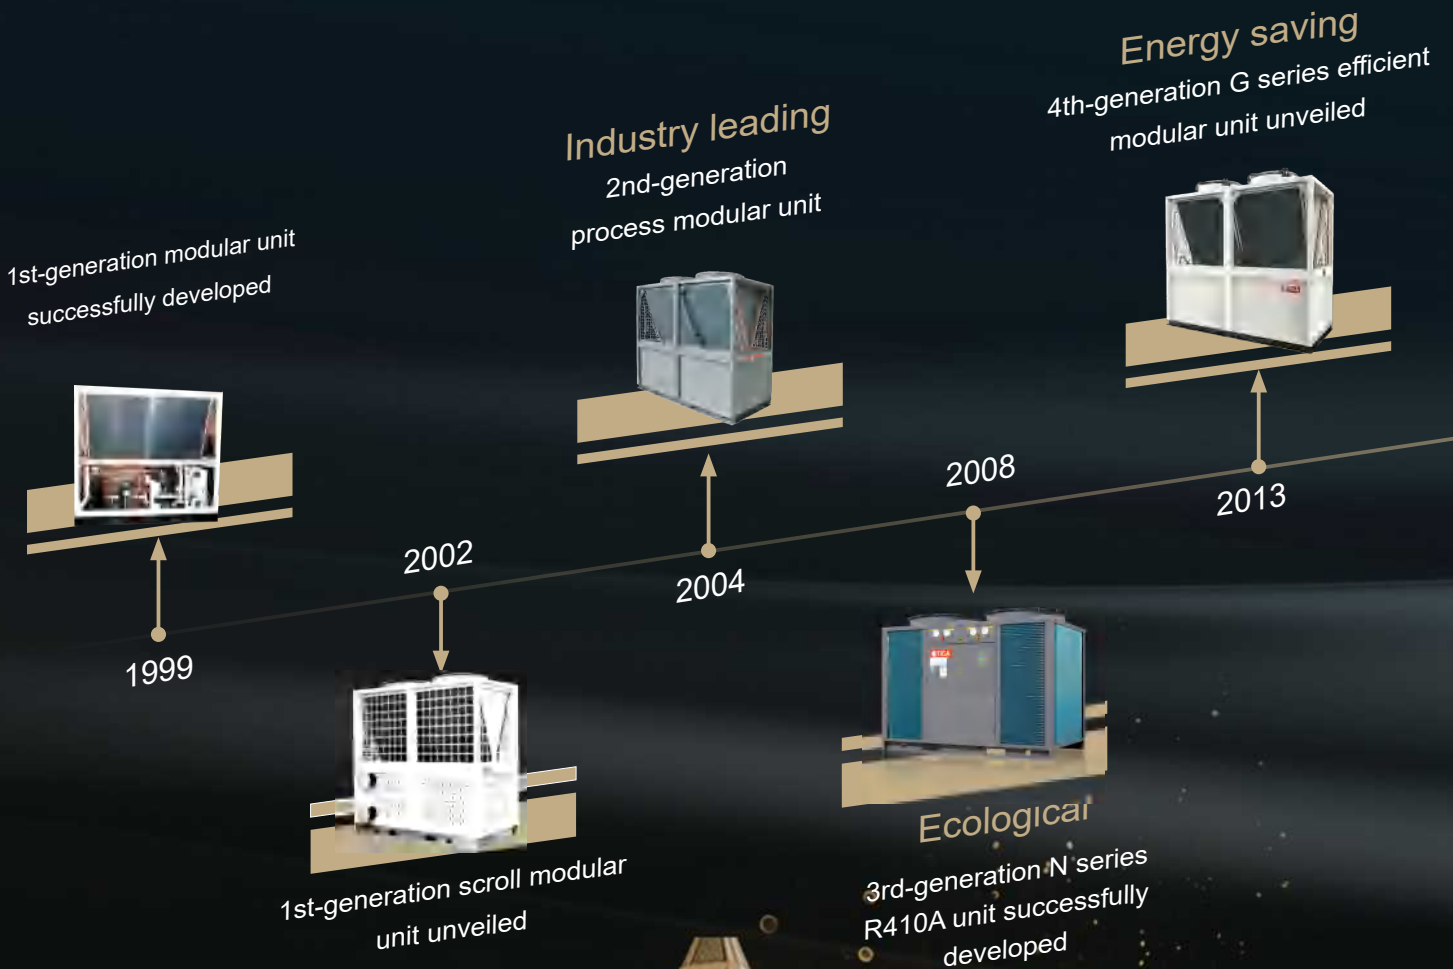 Energy saving
4th-generation G series efficient
modular unit unveiled
Industry leading
2nd-generation
process modular unit
1st-generation modular unit
successfully developed
2008
2013
2002
2004
1999
TICA
Ecological
1st-generation scroll modular
unit unveiled
3rd-generation N series
R410A unit successfully
developed